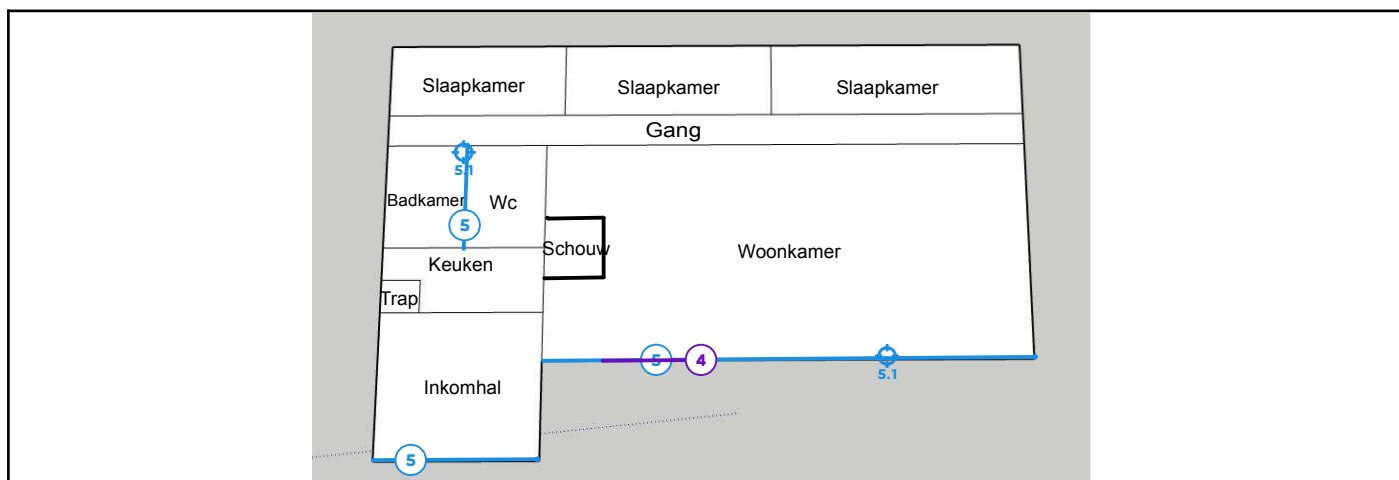 Slaapkamer
Slaapkamer
Slaapkamer
Gang
5.1
Badkamer
Wc
5
Schouw
Woonkamer
Keuken
Trap
5
4
5.1
Inkomhal
5